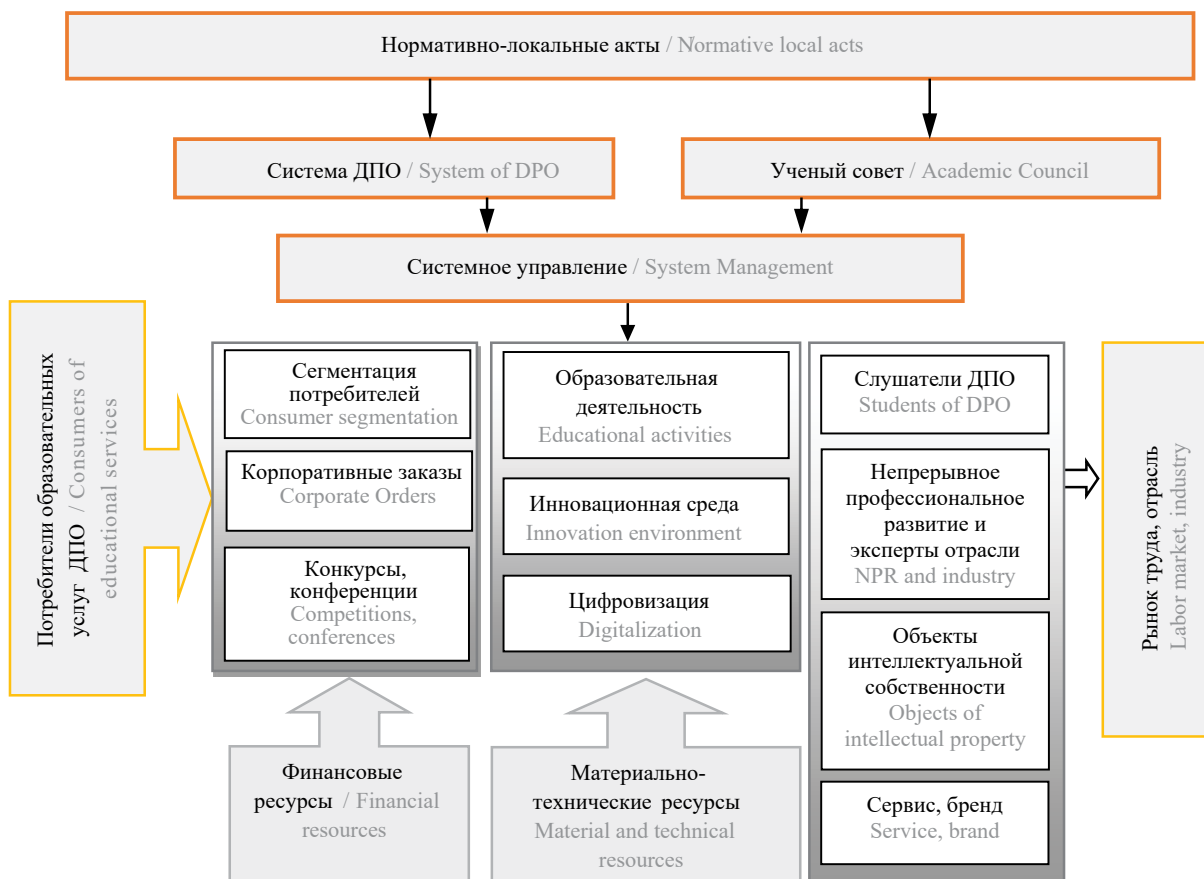 Нормативно-локальные акты / Normative local acts
Система ДПО / System of DPO
Ученый совет / Academic Council
Системное управление / System Management
Потребители образовательных
услуг ДПО / Consumers of
educational services
Сегментация
потребителей
Consumer segmentation
Корпоративные заказы
Corporate Orders
Конкурсы,
конференции
Competitions,
conferences
Образовательная
деятельность
Educational activities
Инновационная среда
Innovation environment
Цифровизация
Digitalization
Слушатели ДПО
Students of DPO
Непрерывное
профессиональное
развитие и
эксперты отрасли
NPR and industry
Объекты
интеллектуальной
собственности
Objects of
intellectual property
Сервис, бренд
Service, brand
Рынок труда, отрасль
Labor market, industry
Финансовые
ресурсы / Financial
resources
Материально-
технические ресурсы
Material and technical
resources